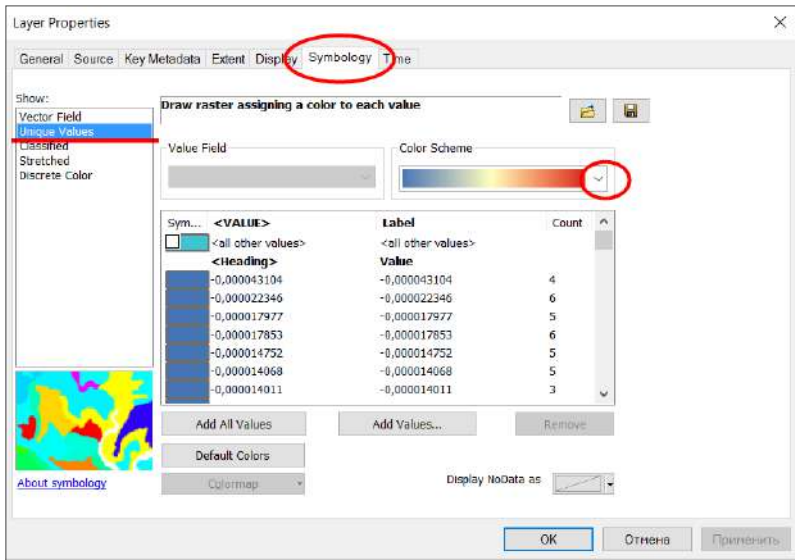 Layer Properties
General Source Key Metadata Extent Display Symbology Time
Show:
Vector Field
Unique Values
Classified
Stretched
Discrete Color
Draw raster assigning a color to each value
Value Field
Color Scheme
Sym... <VALUE> Label Count
<all other values> <all other values>
<Heading> Value
-0,000043104 -0,000043104 4
-0,000022346 -0,000022346 6
-0,000017977 -0,000017977 5
-0,000017853 -0,000017853 6
-0,000014752 -0,000014752 5
-0,000014068 -0,000014068 5
-0,000014011 -0,000014011 3
Add All Values Add Values... Remove
Default Colors
About symbology
Colormap
Display NoData as
OK Отмена Применить